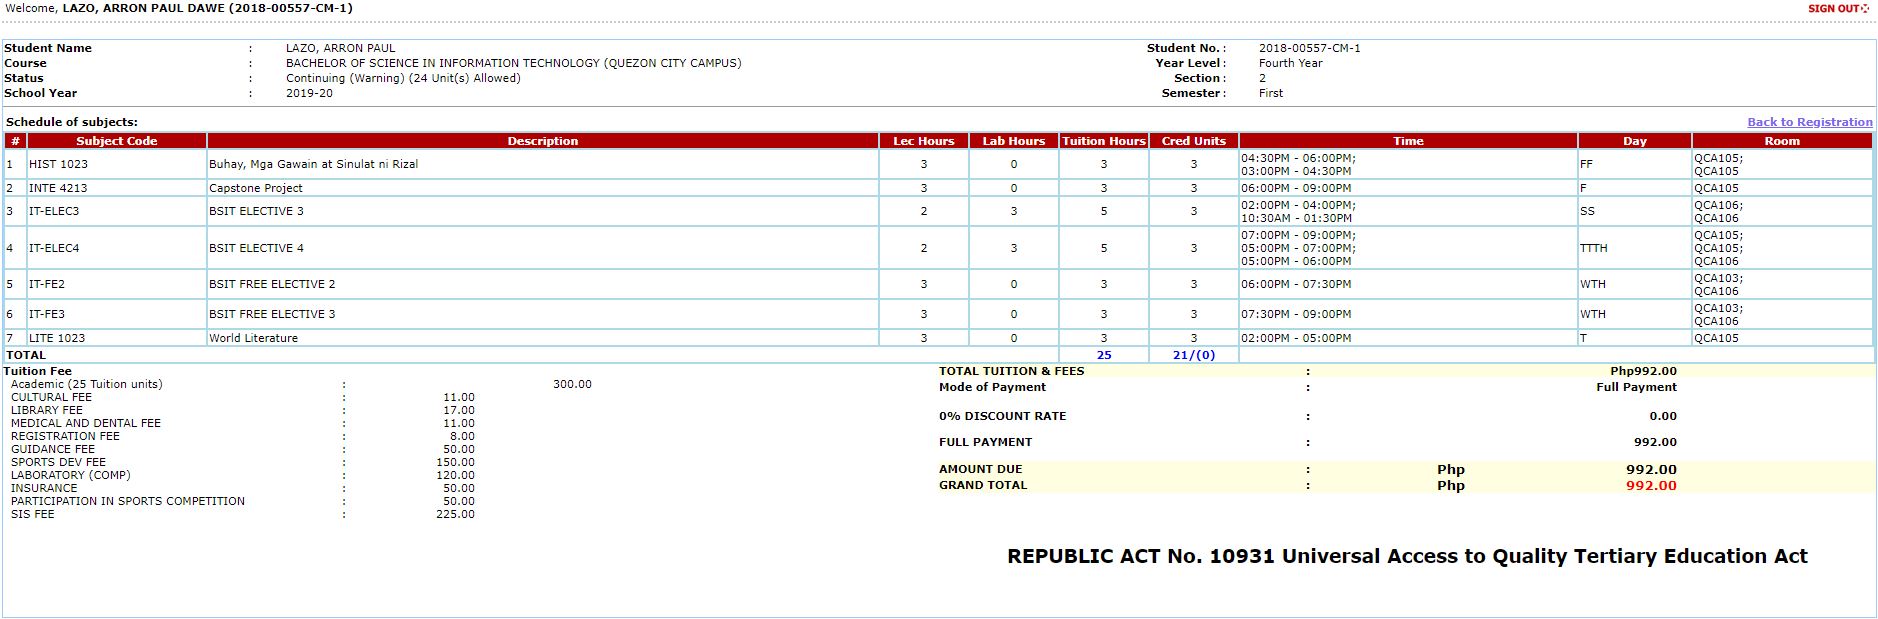 Welcome, LAZO, ARRON PAUL DAWE (2018-00557-CM-1)
SIGN OUT
Student Name : LAZO, ARRON PAUL Student No. : 2018-00557-CM-1
Course : BACHELOR OF SCIENCE IN INFORMATION TECHNOLOGY (QUEZON CITY CAMPUS) Year Level : Fourth Year
Status : Continuing (Warning) (24 Unit(s) Allowed) Section : 2
School Year : 2019-20 Semester : First
Schedule of subjects: Back to Registration
# Subject Code Description Lec Hours Lab Hours Tuition Hours Cred Units Time Day Room
1 HIST 1023 Buhay, Mga Gawain at Sinulat ni Rizal 3 0 3 3 04:30PM - 06:00PM; FF QCA105;
03:00PM - 04:30PM QCA105
2 INTE 4213 Capstone Project 3 0 3 3 06:00PM - 09:00PM F QCA105
3 IT-ELEC3 BSIT ELECTIVE 3 2 3 5 3 02:00PM - 04:00PM; SS QCA106;
10:30AM - 01:30PM QCA106
4 IT-ELEC4 BSIT ELECTIVE 4 2 3 5 3 07:00PM - 09:00PM; TTTH QCA105;
05:00PM - 07:00PM; QCA105;
05:00PM - 06:00PM QCA106
5 IT-FE2 BSIT FREE ELECTIVE 2 3 0 3 3 06:00PM - 07:30PM WTH QCA103;
QCA106
6 IT-FE3 BSIT FREE ELECTIVE 3 3 0 3 3 07:30PM - 09:00PM WTH QCA103;
QCA106
7 LITE 1023 World Literature 3 0 3 3 02:00PM - 05:00PM T QCA105
TOTAL 25 21/(0)
Tuition Fee
Academic (25 Tuition units) : 300.00
CULTURAL FEE : 11.00
LIBRARY FEE : 17.00
MEDICAL AND DENTAL FEE : 11.00
REGISTRATION FEE : 8.00
GUIDANCE FEE : 50.00
SPORTS DEV FEE : 150.00
LABORATORY (COMP) : 120.00
INSURANCE : 50.00
PARTICIPATION IN SPORTS COMPETITION : 50.00
SIS FEE : 225.00
TOTAL TUITION & FEES : Php992.00
Mode of Payment : Full Payment
0% DISCOUNT RATE : 0.00
FULL PAYMENT : 992.00
AMOUNT DUE : Php 992.00
GRAND TOTAL : Php 992.00
REPUBLIC ACT No. 10931 Universal Access to Quality Tertiary Education Act